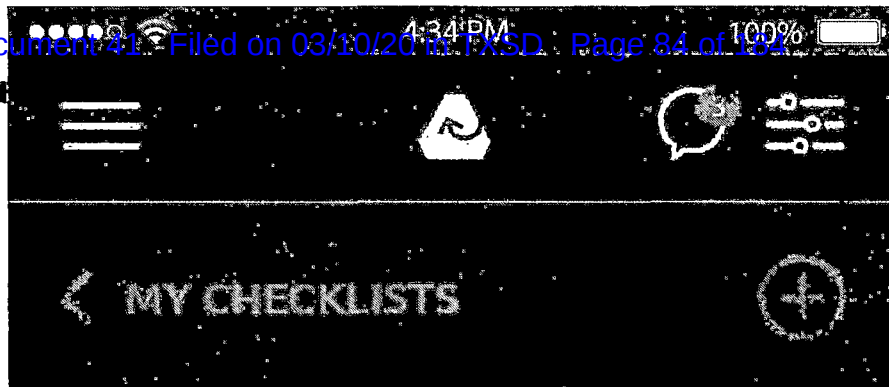 4:34 PM 100%
cument 41 Filed on 03/10/20 in TXSD Page 84 of 184
3
MY CHECKLISTS